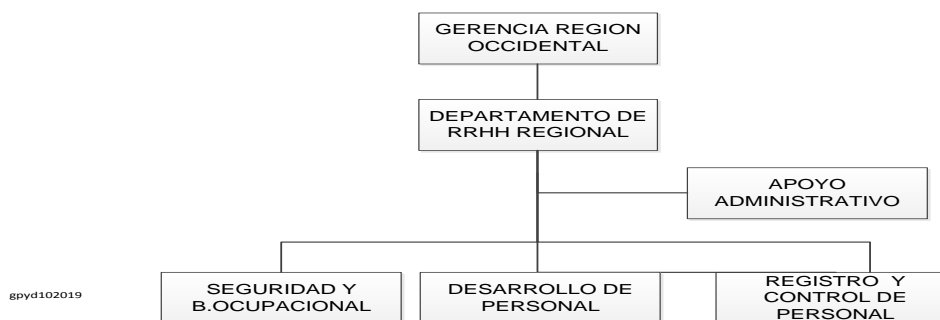 GERENCIA REGION
OCCIDENTAL
DEPARTAMENTO DE
RRHH REGIONAL
APOYO
ADMINISTRATIVO
gpyd102019
SEGURIDAD Y
B.OCUPACIONAL
DESARROLLO DE
PERSONAL
REGISTRO Y
CONTROL DE
PERSONAL